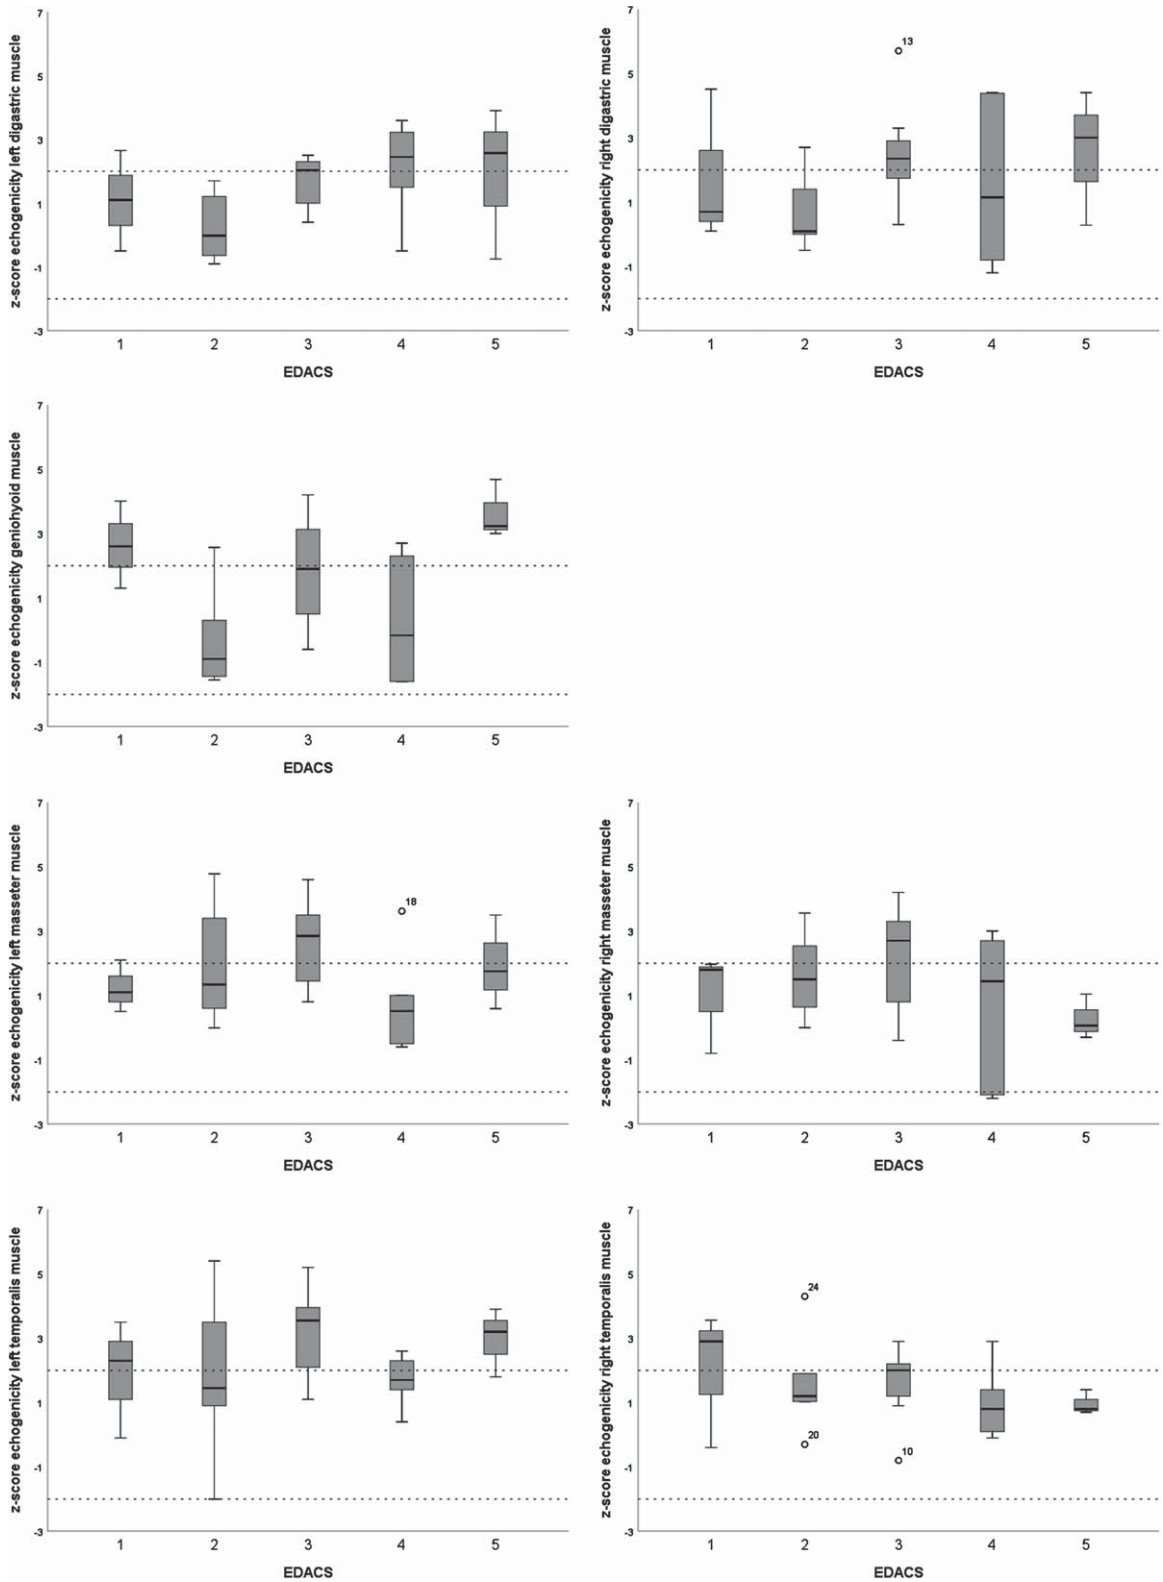 z-score echogenicity left digastric muscle
7
5
3
1
-1
-3
1 2 3 4 5
EDACS
z-score echogenicity right digastric muscle
7
5
3
1
-1
-3
13
1 2 3 4 5
EDACS
z-score echogenicity geniohyoid muscle
7
5
3
1
-1
-3
1 2 3 4 5
EDACS
z-score echogenicity left masseter muscle
7
5
3
1
-1
-3
18
1 2 3 4 5
EDACS
z-score echogenicity right masseter muscle
7
5
3
1
-1
-3
1 2 3 4 5
EDACS
z-score echogenicity left temporalis muscle
7
5
3
1
-1
-3
1 2 3 4 5
EDACS
z-score echogenicity right temporalis muscle
7
5
3
1
-1
-3
24
20
10
1 2 3 4 5
EDACS